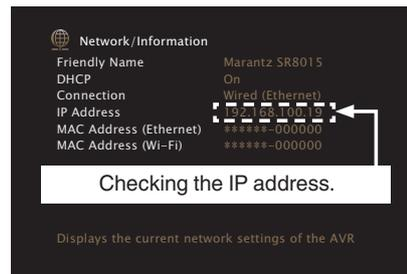 Network/Information
Friendly Name Marantz SR8015
DHCP On
Connection Wired (Ethernet)
IP Address 192.168.100.19
MAC Address (Ethernet) ******-000000
MAC Address (Wi-Fi) ******-000000
Checking the IP address.
Displays the current network settings of the AVR